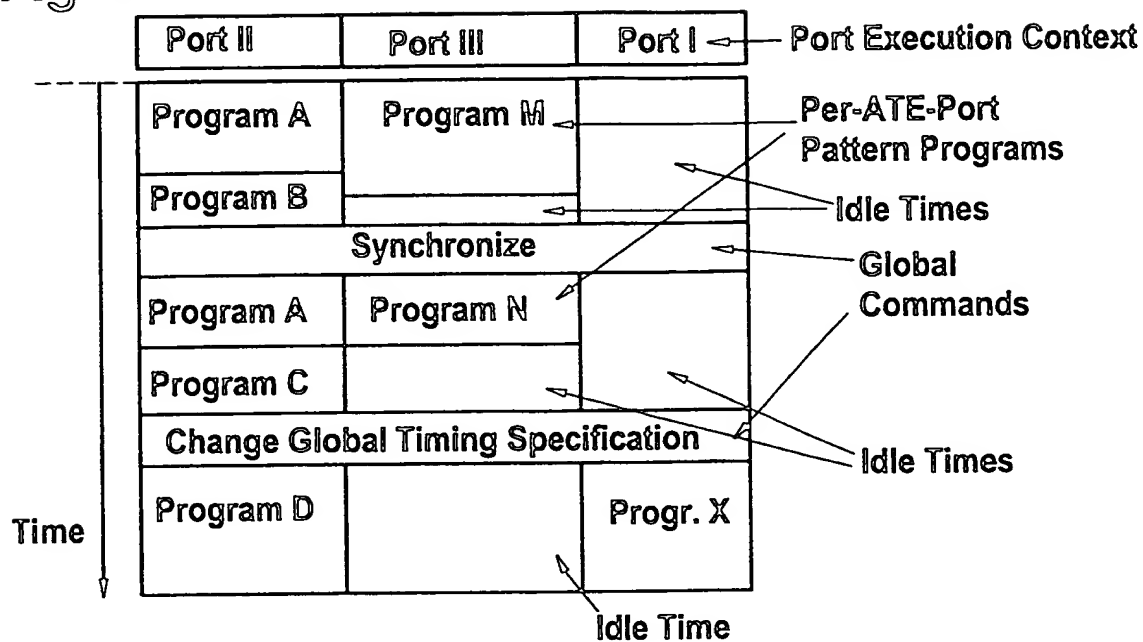 Port II Port III Port I Port Execution Context
Program A Program M Per-ATE-Port
Pattern Programs
Program B Idle Times
Synchronize
Global
Commands
Program A Program N
Program C
Change Global Timing Specification
Idle Times
Program D Progr. X
Time
Idle Time